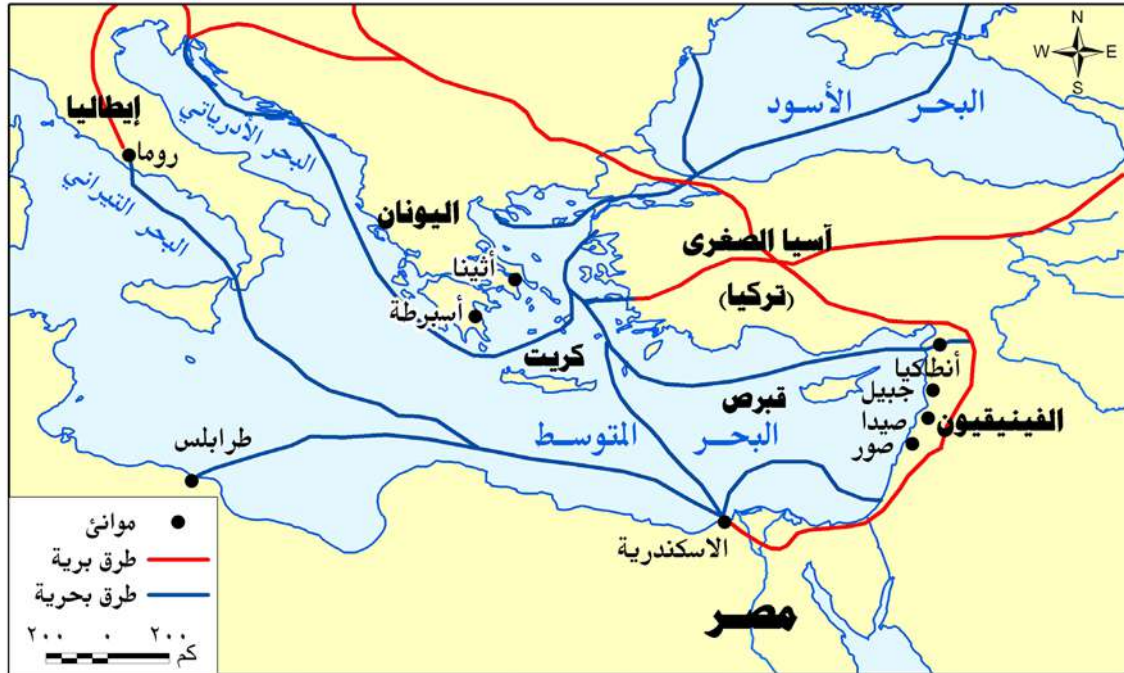 N
W E
S
البحر الأسود
إيطاليا
روما
البحر الأدرياتي
البحر التيراني
اليونان
أثينا
أسبرطة
آسيا الصغرى
(تركيا)
كريت
قبرص
أنطاكيا
جبيل
الفينيقيون
صيدا
صور
البحر المتوسط
طرابلس
الاسكندرية
مصر
موانئ
طرق برية
طرق بحرية
٢٠٠ ٠ ٢٠٠
كم